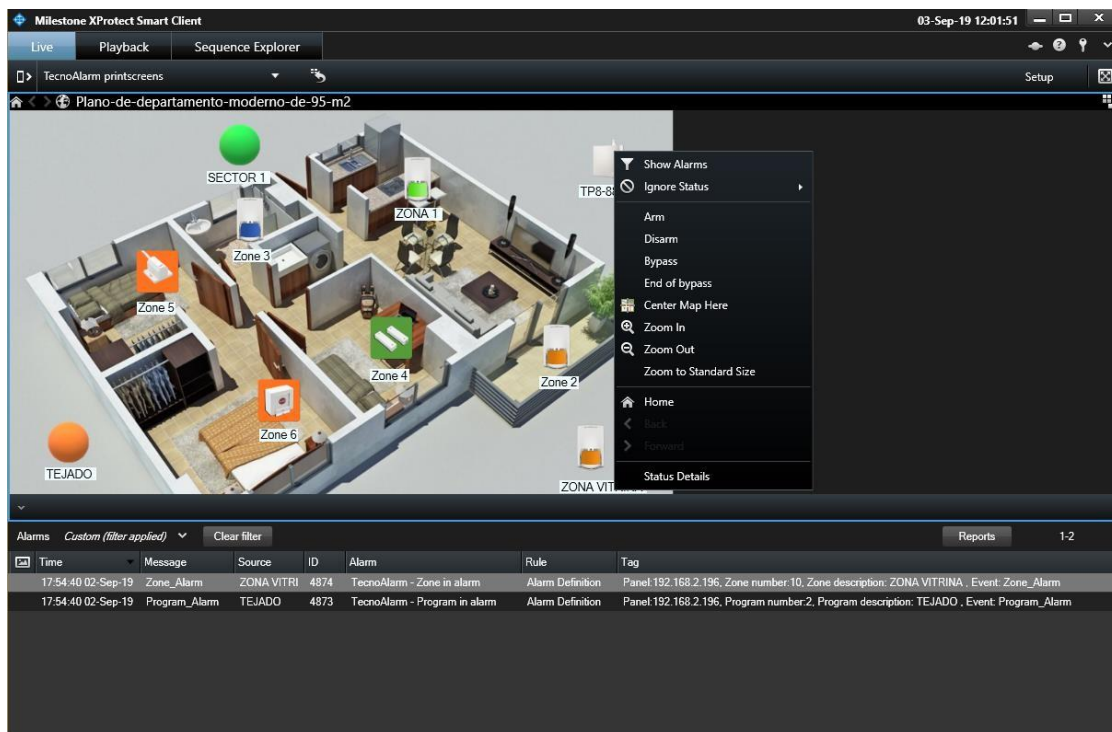 Milestone XProtect Smart Client 03-Sep-19 12:01:51
Live Playback Sequence Explorer
TecnoAlarm printscreens Setup
Plano-de-departamento-moderno-de-95-m2
SECTOR 1
ZONA 1
Zone 3
Zone 5
Zone 4
Zone 2
Zone 6
TEJADO
ZONA VIT
TP8-8
Show Alarms
Ignore Status
Arm
Disarm
Bypass
End of bypass
Center Map Here
Zoom In
Zoom Out
Zoom to Standard Size
Home
Back
Forward
Status Details
Alarms Custom (filter applied) Clear filter Reports 1-2
Time Message Source ID Alarm Rule Tag
17:54:40 02-Sep-19 Zone_Alarm ZONA VITRI 4874 TecnoAlarm - Zone in alarm Alarm Definition Panel:192.168.2.196, Zone number:10, Zone description: ZONA VITRINA , Event: Zone_Alarm
17:54:40 02-Sep-19 Program_Alarm TEJADO 4873 TecnoAlarm - Program in alarm Alarm Definition Panel:192.168.2.196, Program number:2, Program description: TEJADO , Event: Program_Alarm